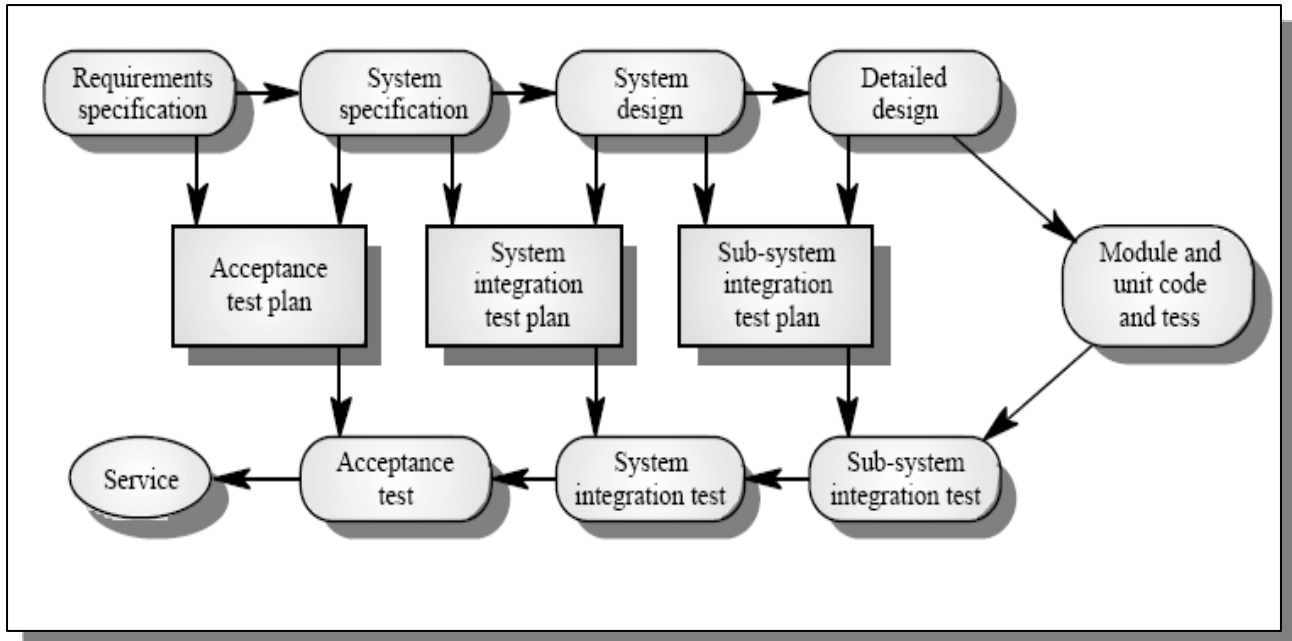 Requirements
specification
System
specification
System
design
Detailed
design
Acceptance
test plan
System
integration
test plan
Sub-system
integration
test plan
Module and
unit code
and tess
Service
Acceptance
test
System
integration test
Sub-system
integration test